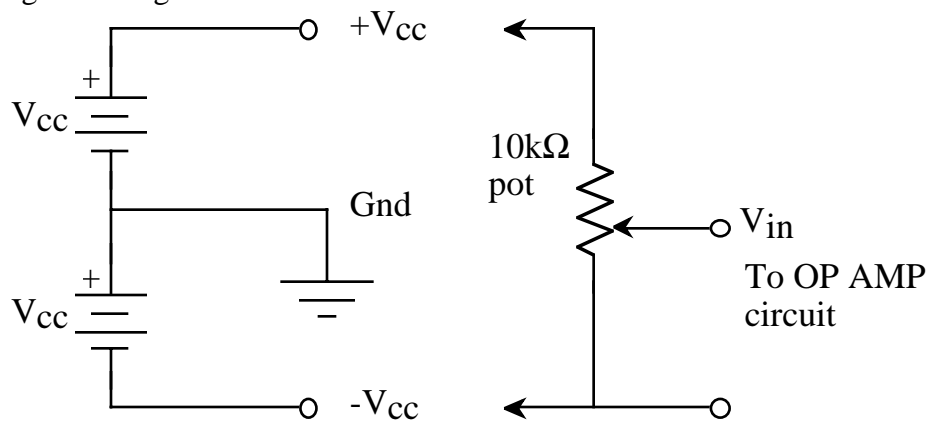 +Vcc
+
Vcc
10kΩ
pot
Gnd
Vin
+
Vcc
To OP AMP
circuit
-Vcc